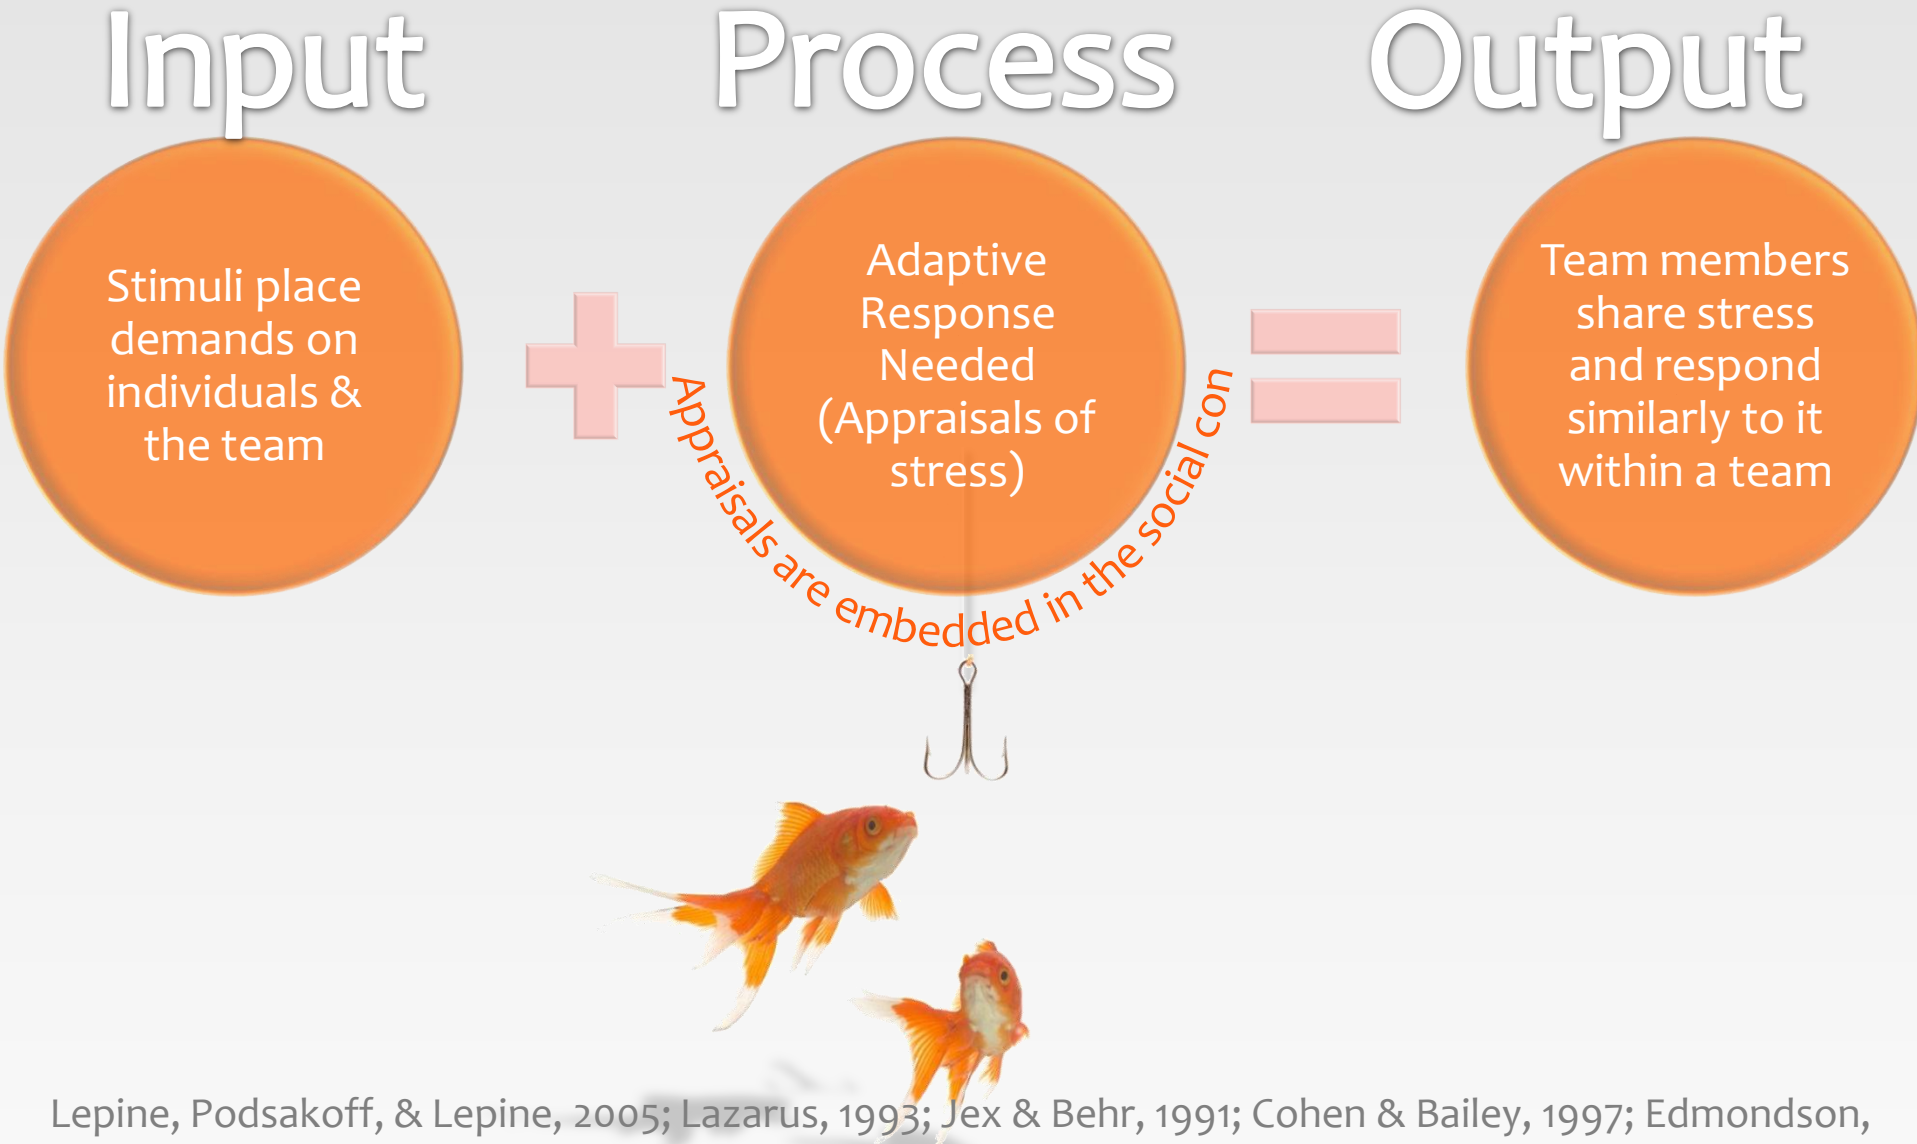 Input
Process
Output
Stimuli place
demands on
individuals &
the team
Adaptive
Response
Needed
(Appraisals of
stress)
Appraisals are embedded in the social con
Team members
share stress
and respond
similarly to it
within a team
Lepine, Podsakoff, & Lepine, 2005; Lazarus, 1993; Jex & Behr, 1991; Cohen & Bailey, 1997; Edmondson,